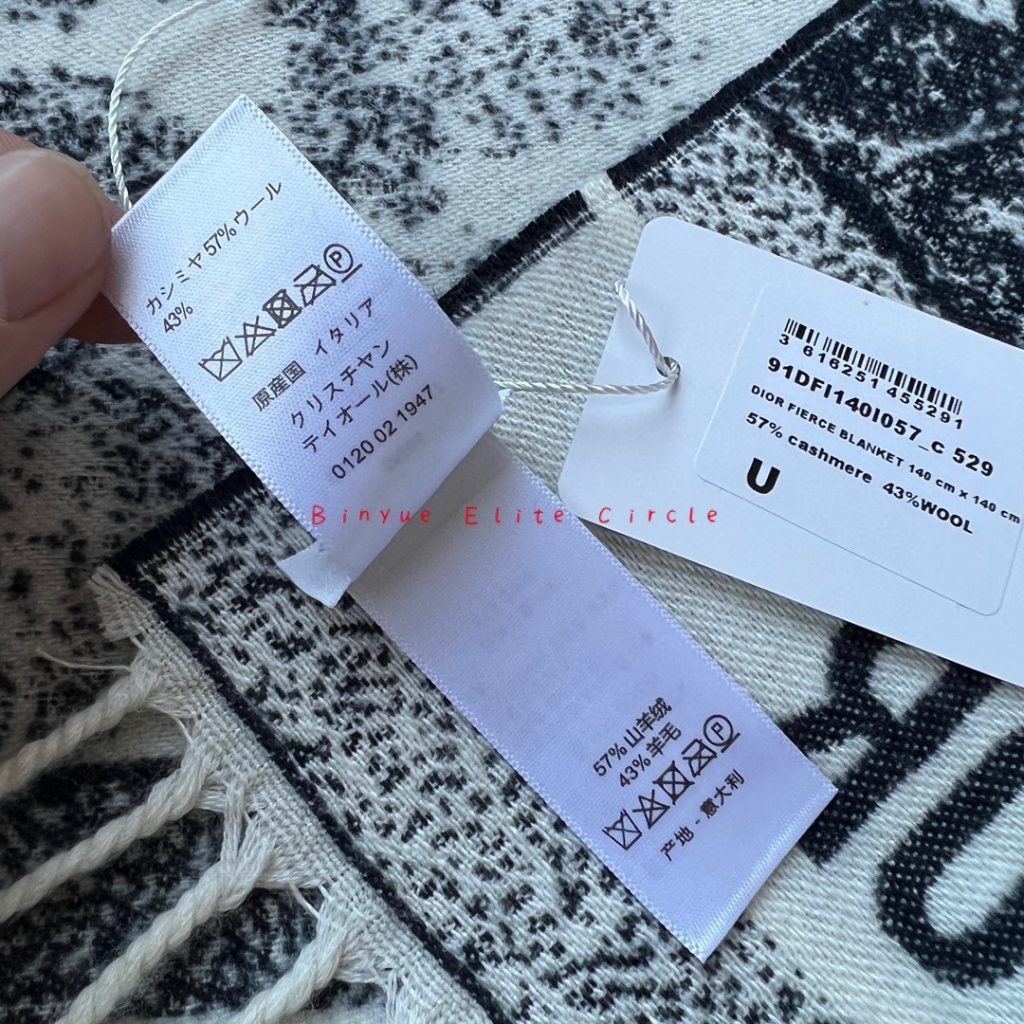 カシミヤ 57% ウール
43%
原産国 イタリア
クリスチャン
デイオール(株)
0120 02 1947
3 616251 455291
91DFI140I057_C 529
DIOR FIERCE BLANKET 140 cm x 140 cm
57% cashmere 43%WOOL
U
Binyue Elite Circle
57% 山羊绒
43% 羊毛
产地 - 意大利